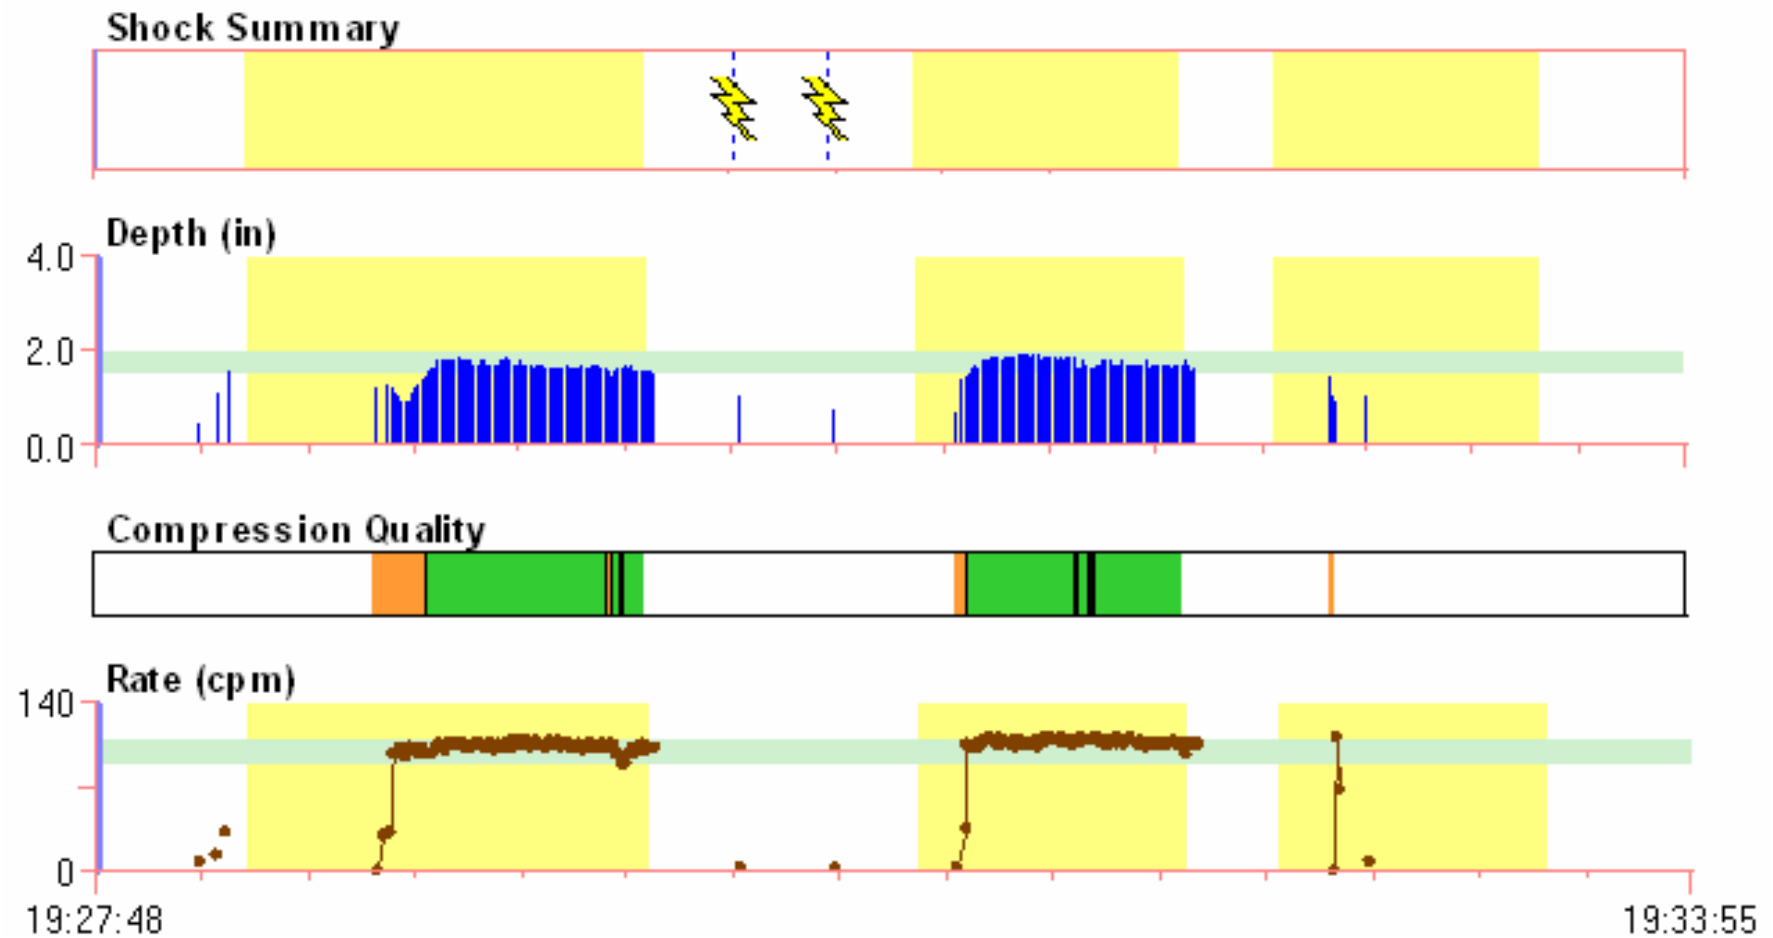 Shock Summary
Depth (in)
4.0
2.0
0.0
Compression Quality
Rate (cpm)
140
0
19:27:48
19:33:55